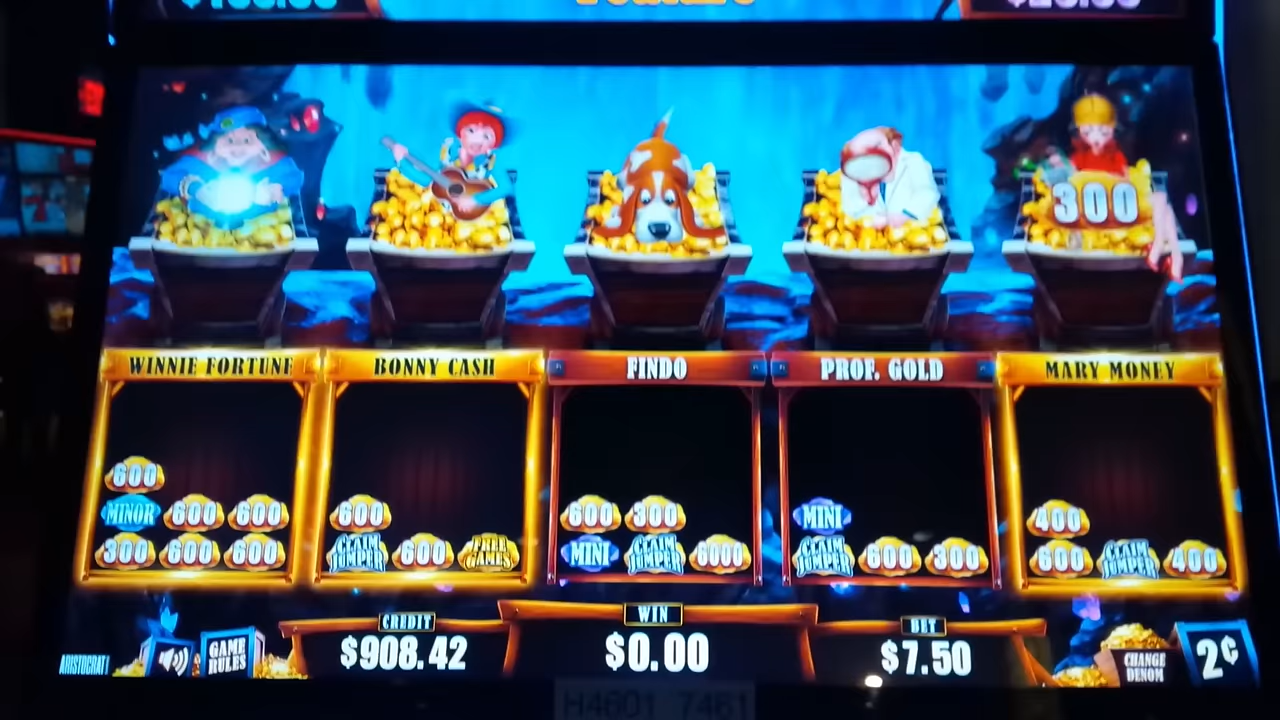 300
WINNIE FORTUNE
BONNY CASH
FINDO
PROF. GOLD
MARY MONEY
600
MINOR 600 600
300 600 600
600
CLAIM JUMPER 600 FREE GAMES
600 300
MINI CLAIM JUMPER 6000
MINI
CLAIM JUMPER 600 300
400
600 CLAIM JUMPER 400
ARISTOCRAT
GAME
RULES
CREDIT
$908.42
WIN
$0.00
BET
$7.50
CHANGE
DENOM
2¢
H4601 7461